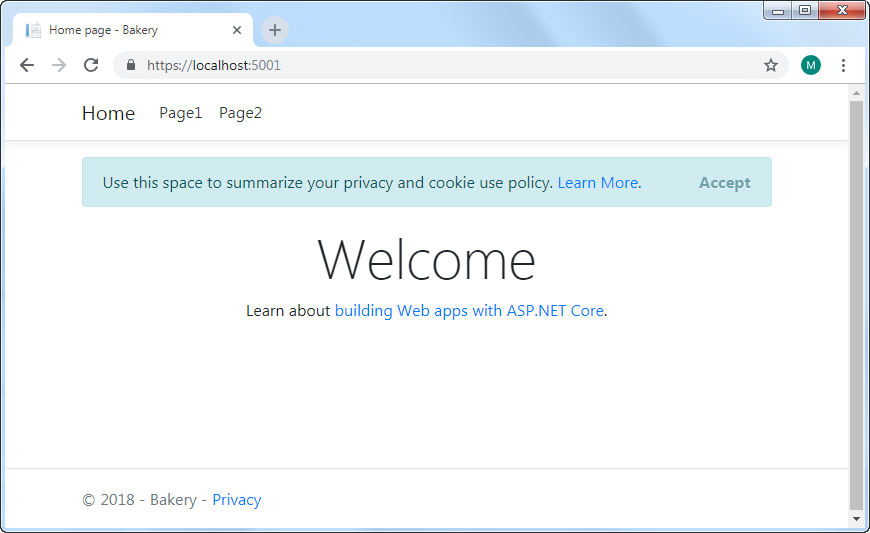 Home page - Bakery
https://localhost:5001
M
Home Page1 Page2
Use this space to summarize your privacy and cookie use policy. Learn More. Accept
Welcome
Learn about building Web apps with ASP.NET Core.
© 2018 - Bakery - Privacy